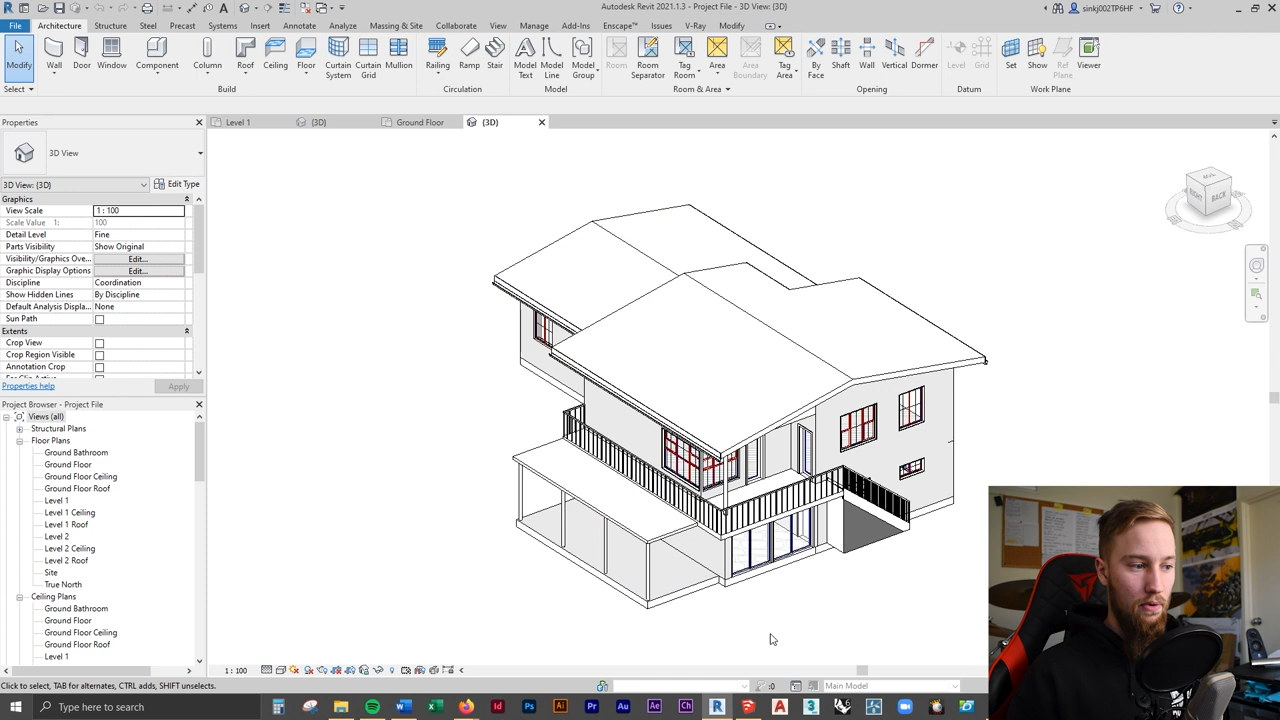 Autodesk Revit 2021.1.3 - Project File - 3D View: {3D}
sinkj002TP6HF
File Architecture Structure Steel Precast Systems Insert Annotate Analyze Massing & Site Collaborate View Manage Add-Ins Enscape™ Issues V-Ray Modify
Modify Wall Door Window Component Column Roof Ceiling Floor Curtain System Curtain Grid Mullion Railing Ramp Stair Model Text Model Line Model Group Room Room Separator Tag Room Area Area Boundary Tag Area By Face Shaft Wall Vertical Dormer Level Grid Set Show Ref Plane Viewer
Select Build Circulation Model Room & Area Opening Datum Work Plane
Properties
Level 1 {3D} Ground Floor {3D}
3D View
3D View: {3D} Edit Type
Graphics
View Scale 1 : 100
Scale Value 1: 100
Detail Level Fine
Parts Visibility Show Original
Visibility/Graphics Ove... Edit...
Graphic Display Options Edit...
Discipline Coordination
Show Hidden Lines By Discipline
Default Analysis Displa... None
Sun Path
Extents
Crop View
Crop Region Visible
Annotation Crop
Properties help Apply
Project Browser - Project File
Views (all)
Structural Plans
Floor Plans
Ground Bathroom
Ground Floor
Ground Floor Ceiling
Ground Floor Roof
Level 1
Level 1 Ceiling
Level 1 Roof
Level 2
Level 2 Ceiling
Level 2 Roof
Site
True North
Ceiling Plans
Ground Bathroom
Ground Floor
Ground Floor Ceiling
Ground Floor Roof
Level 1
RIGHT BACK
1 : 100
Click to select, TAB for alternates, CTRL adds, SHIFT unselects.
:0 Main Model
Type here to search